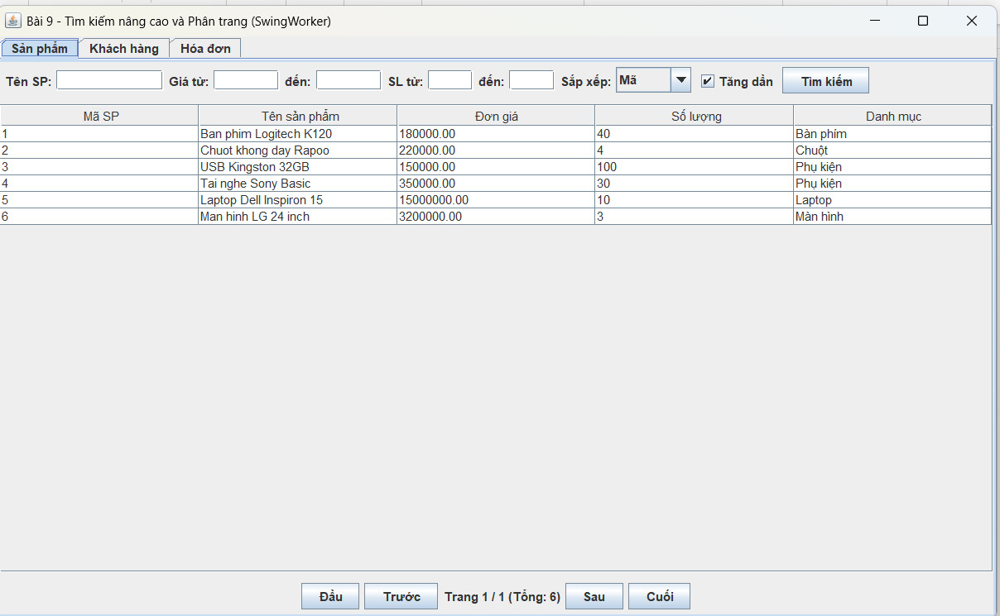 Bài 9 - Tìm kiếm nâng cao và Phân trang (SwingWorker)
Sản phẩm Khách hàng Hóa đơn
Tên SP: Giá từ: đến: SL từ: đến: Sắp xếp: Mã Tăng dần Tìm kiếm
Mã SP Tên sản phẩm Đơn giá Số lượng Danh mục
1 Ban phim Logitech K120 180000.00 40 Bàn phím
2 Chuot khong day Rapoo 220000.00 4 Chuột
3 USB Kingston 32GB 150000.00 100 Phụ kiện
4 Tai nghe Sony Basic 350000.00 30 Phụ kiện
5 Laptop Dell Inspiron 15 15000000.00 10 Laptop
6 Man hinh LG 24 inch 3200000.00 3 Màn hình
Đầu Trước Trang 1 / 1 (Tổng: 6) Sau Cuối